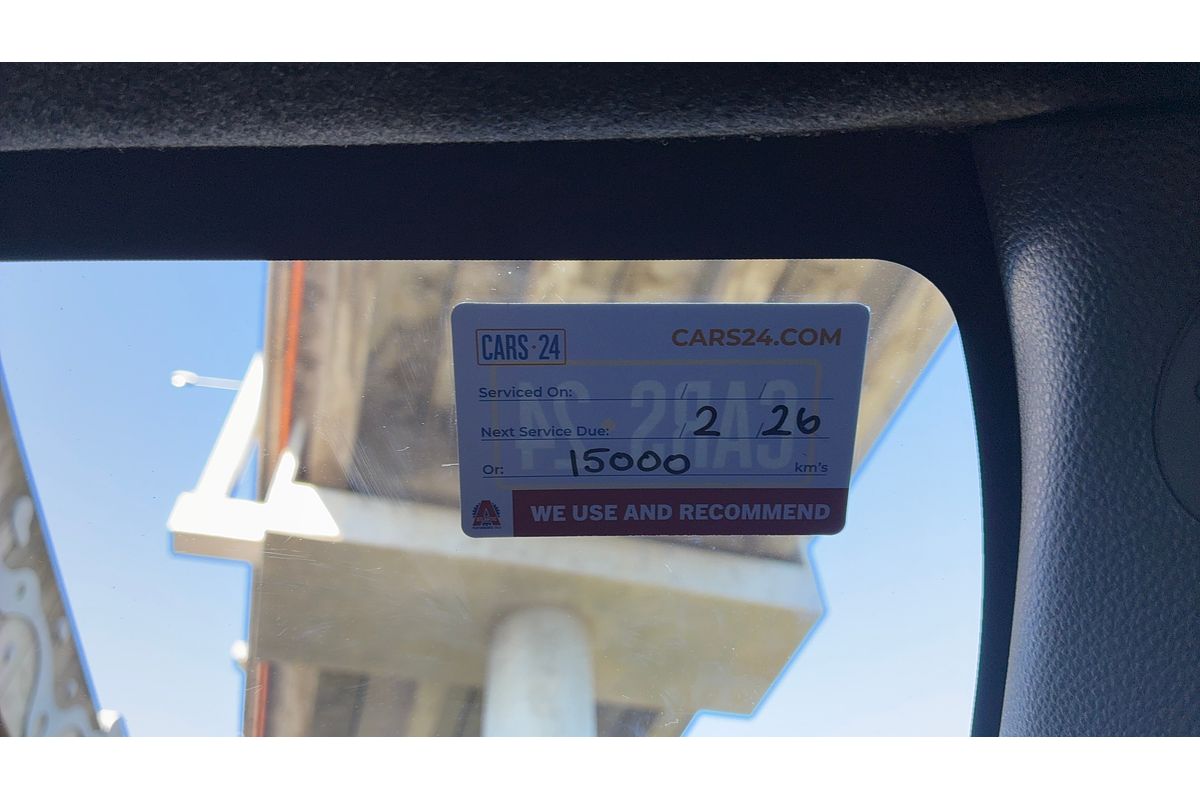 CARS24.COM
CARS·24
Serviced On: / /
Next Service Due: / 2 / 26
Or: 15000 km's
WE USE AND RECOMMEND